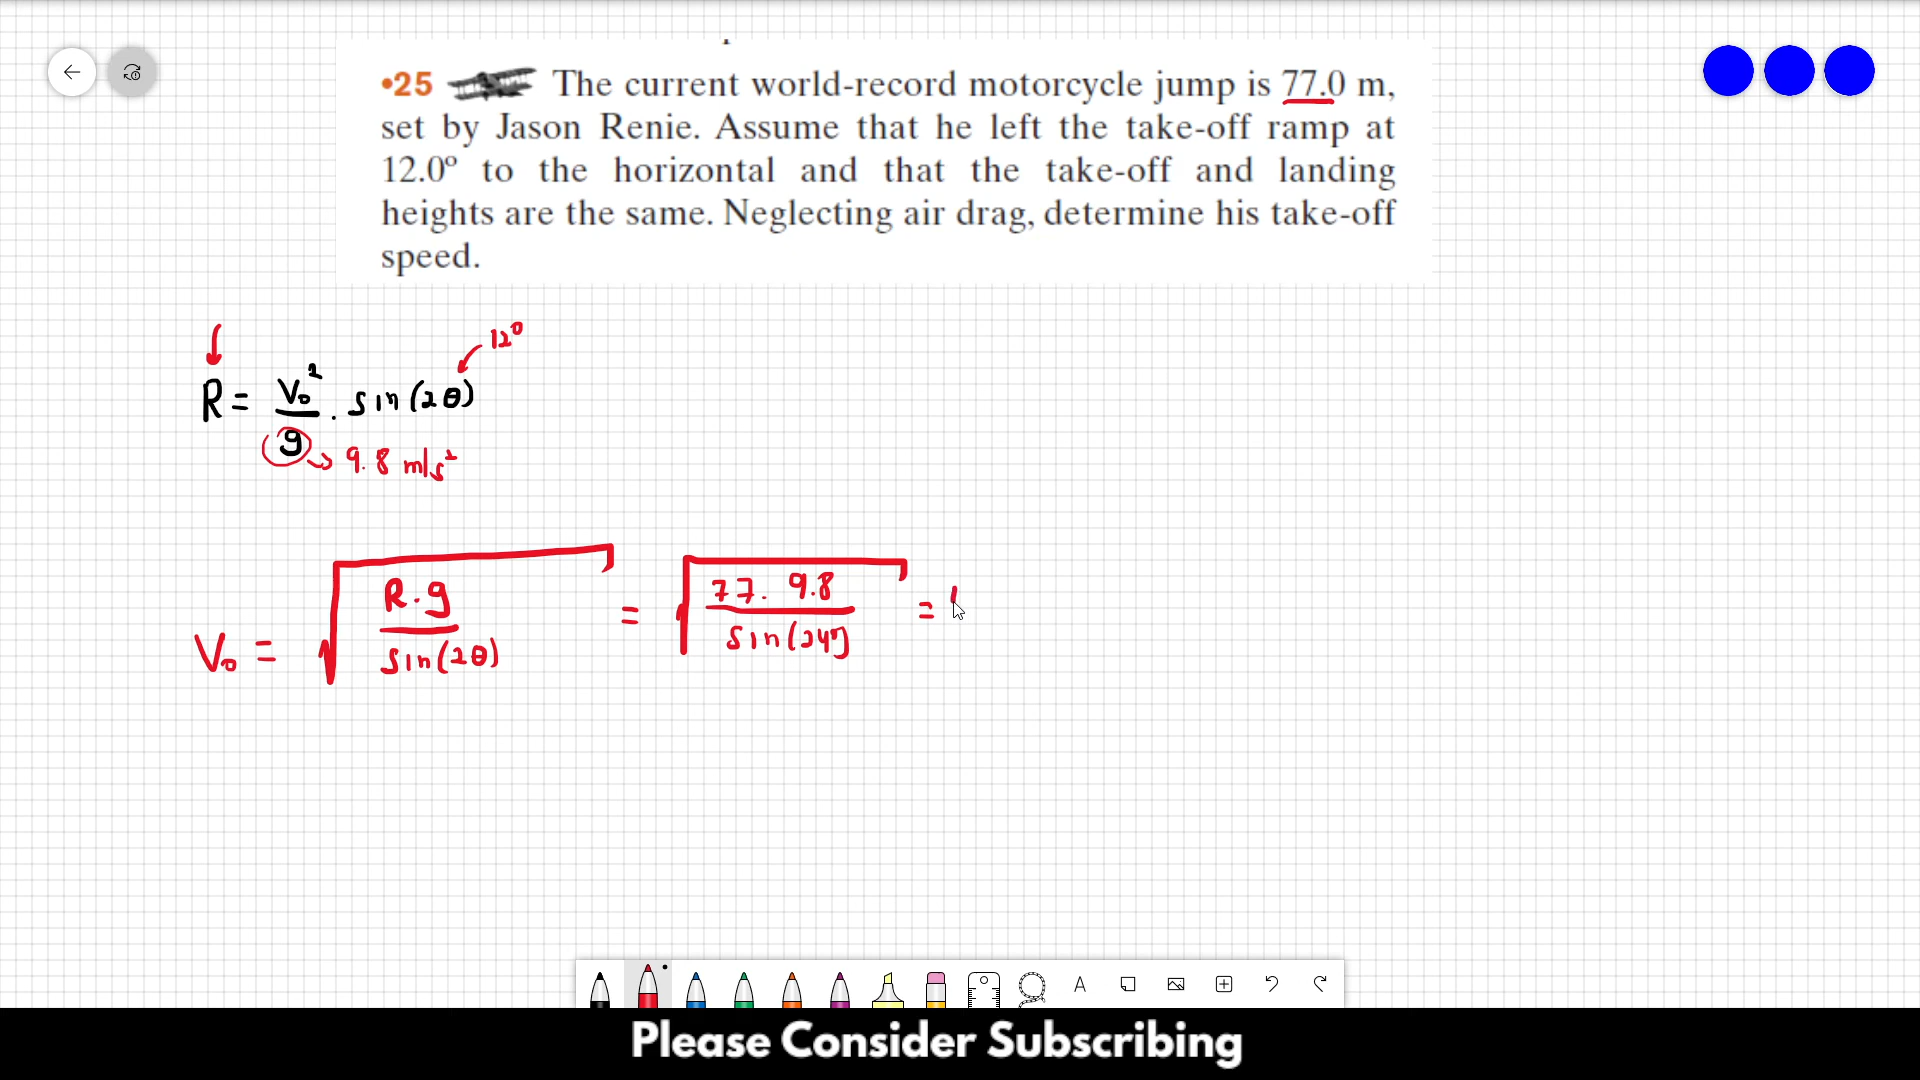 •25 The current world-record motorcycle jump is 77.0 m,
set by Jason Renie. Assume that he left the take-off ramp at
12.0º to the horizontal and that the take-off and landing
heights are the same. Neglecting air drag, determine his take-off
speed.
12⁰
R = V₀² / g . sin(2θ)
9.8 m/s²
V₀ = √(R.g / sin(2θ)) = √(77. 9.8 / sin(24º)) =
A
Please Consider Subscribing